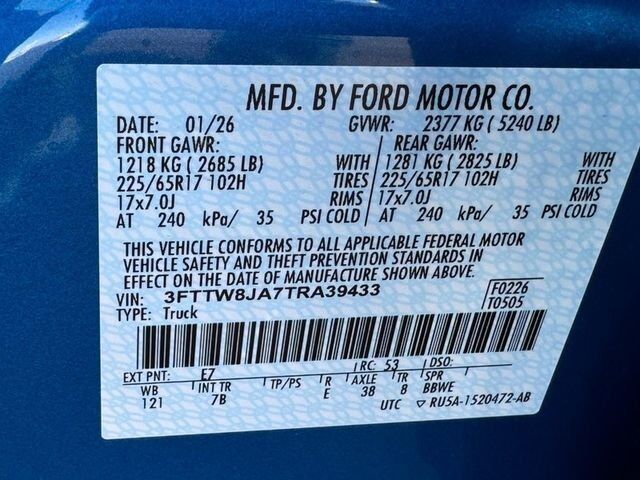 MFD. BY FORD MOTOR CO.
DATE: 01/26 GVWR: 2377 KG ( 5240 LB)
FRONT GAWR: REAR GAWR:
1218 KG ( 2685 LB) WITH 1281 KG ( 2825 LB) WITH
225/65R17 102H TIRES 225/65R17 102H TIRES
17x7.0J RIMS 17x7.0J RIMS
AT 240 kPa/ 35 PSI COLD AT 240 kPa/ 35 PSI COLD
THIS VEHICLE CONFORMS TO ALL APPLICABLE FEDERAL MOTOR
VEHICLE SAFETY AND THEFT PREVENTION STANDARDS IN
EFFECT ON THE DATE OF MANUFACTURE SHOWN ABOVE.
VIN: 3FTTW8JA7TRA39433 F0226
TYPE: Truck T0505
EXT PNT: E7 RC: 53 DSO:
WB INT TR TP/PS R AXLE TR SPR
121 7B E 38 8 BBWE
UTC ▽ RU5A-1520472-AB